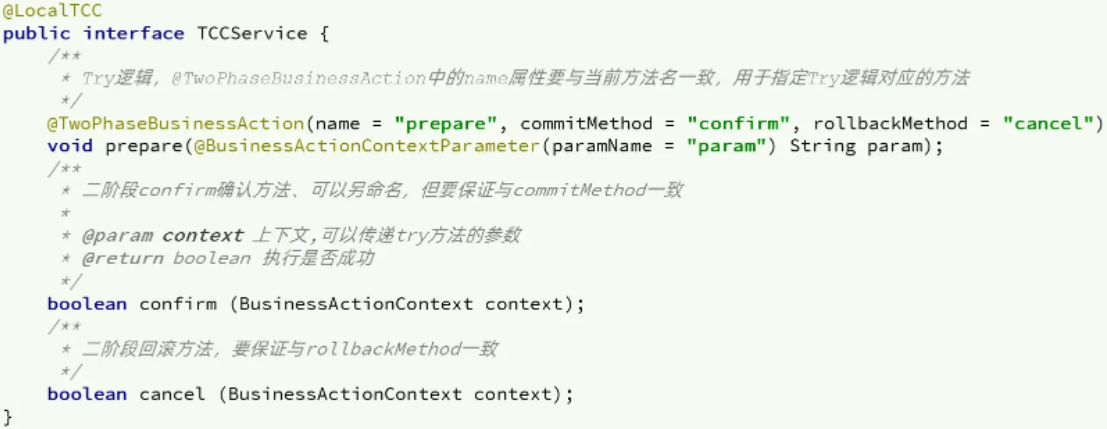 @LocalTCC
public interface TCCService {
/**
* Try逻辑，@TwoPhaseBusinessAction中的name属性要与当前方法名一致，用于指定Try逻辑对应的方法
*/
@TwoPhaseBusinessAction(name = "prepare", commitMethod = "confirm", rollbackMethod = "cancel")
void prepare(@BusinessActionContextParameter(paramName = "param") String param);
/**
* 二阶段confirm确认方法、可以另命名，但要保证与commitMethod一致
*
* @param context 上下文,可以传递try方法的参数
* @return boolean 执行是否成功
*/
boolean confirm (BusinessActionContext context);
/**
* 二阶段回滚方法，要保证与rollbackMethod一致
*/
boolean cancel (BusinessActionContext context);
}